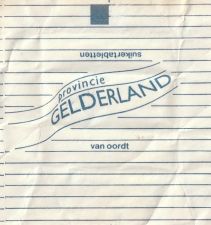 suikertabletten
provincie
GELDERLAND
van oordt